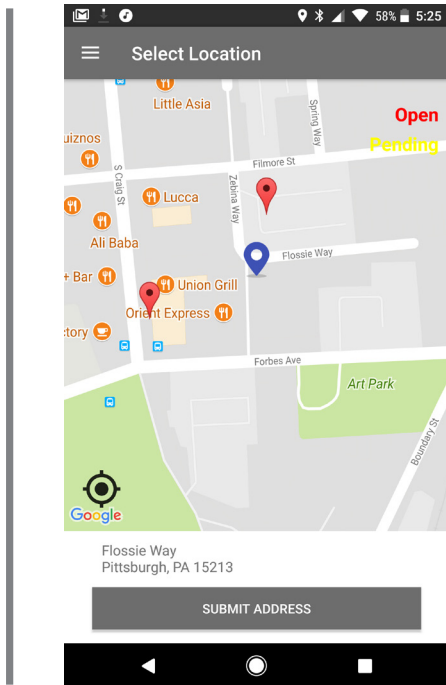 58% 5:25
Select Location
Little Asia
Open
uiznos
Spring Way
Pending
Filmore St
S Craig St
Zebina Way
Lucca
Ali Baba
Flossie Way
+ Bar
Union Grill
Orient Express
tory
Forbes Ave
Art Park
Boundary St
Google
Flossie Way
Pittsburgh, PA 15213
SUBMIT ADDRESS